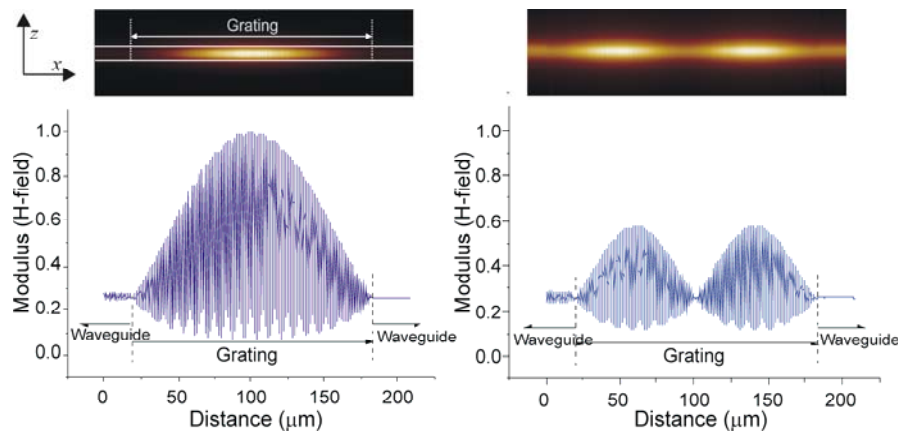 Grating
z
x
Modulus (H-field)
1.0
0.8
0.6
0.4
0.2
0.0
Waveguide
Waveguide
Grating
0
50
100
150
200
Distance (μm)
Modulus (H-field)
1.0
0.8
0.6
0.4
0.2
0.0
Waveguide
Waveguide
Grating
0
50
100
150
200
Distance (μm)